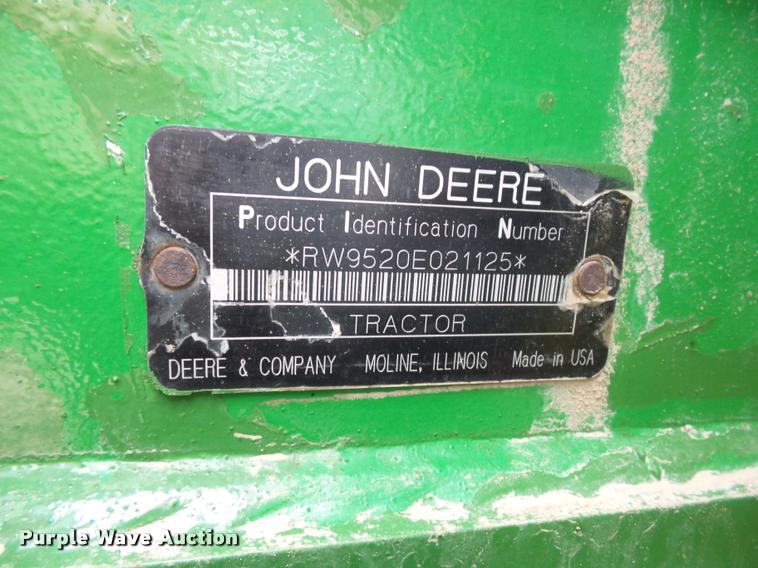 JOHN DEERE
Product Identification Number
*RW9520E021125*
TRACTOR
DEERE & COMPANY MOLINE, ILLINOIS Made in USA
Purple Wave Auction